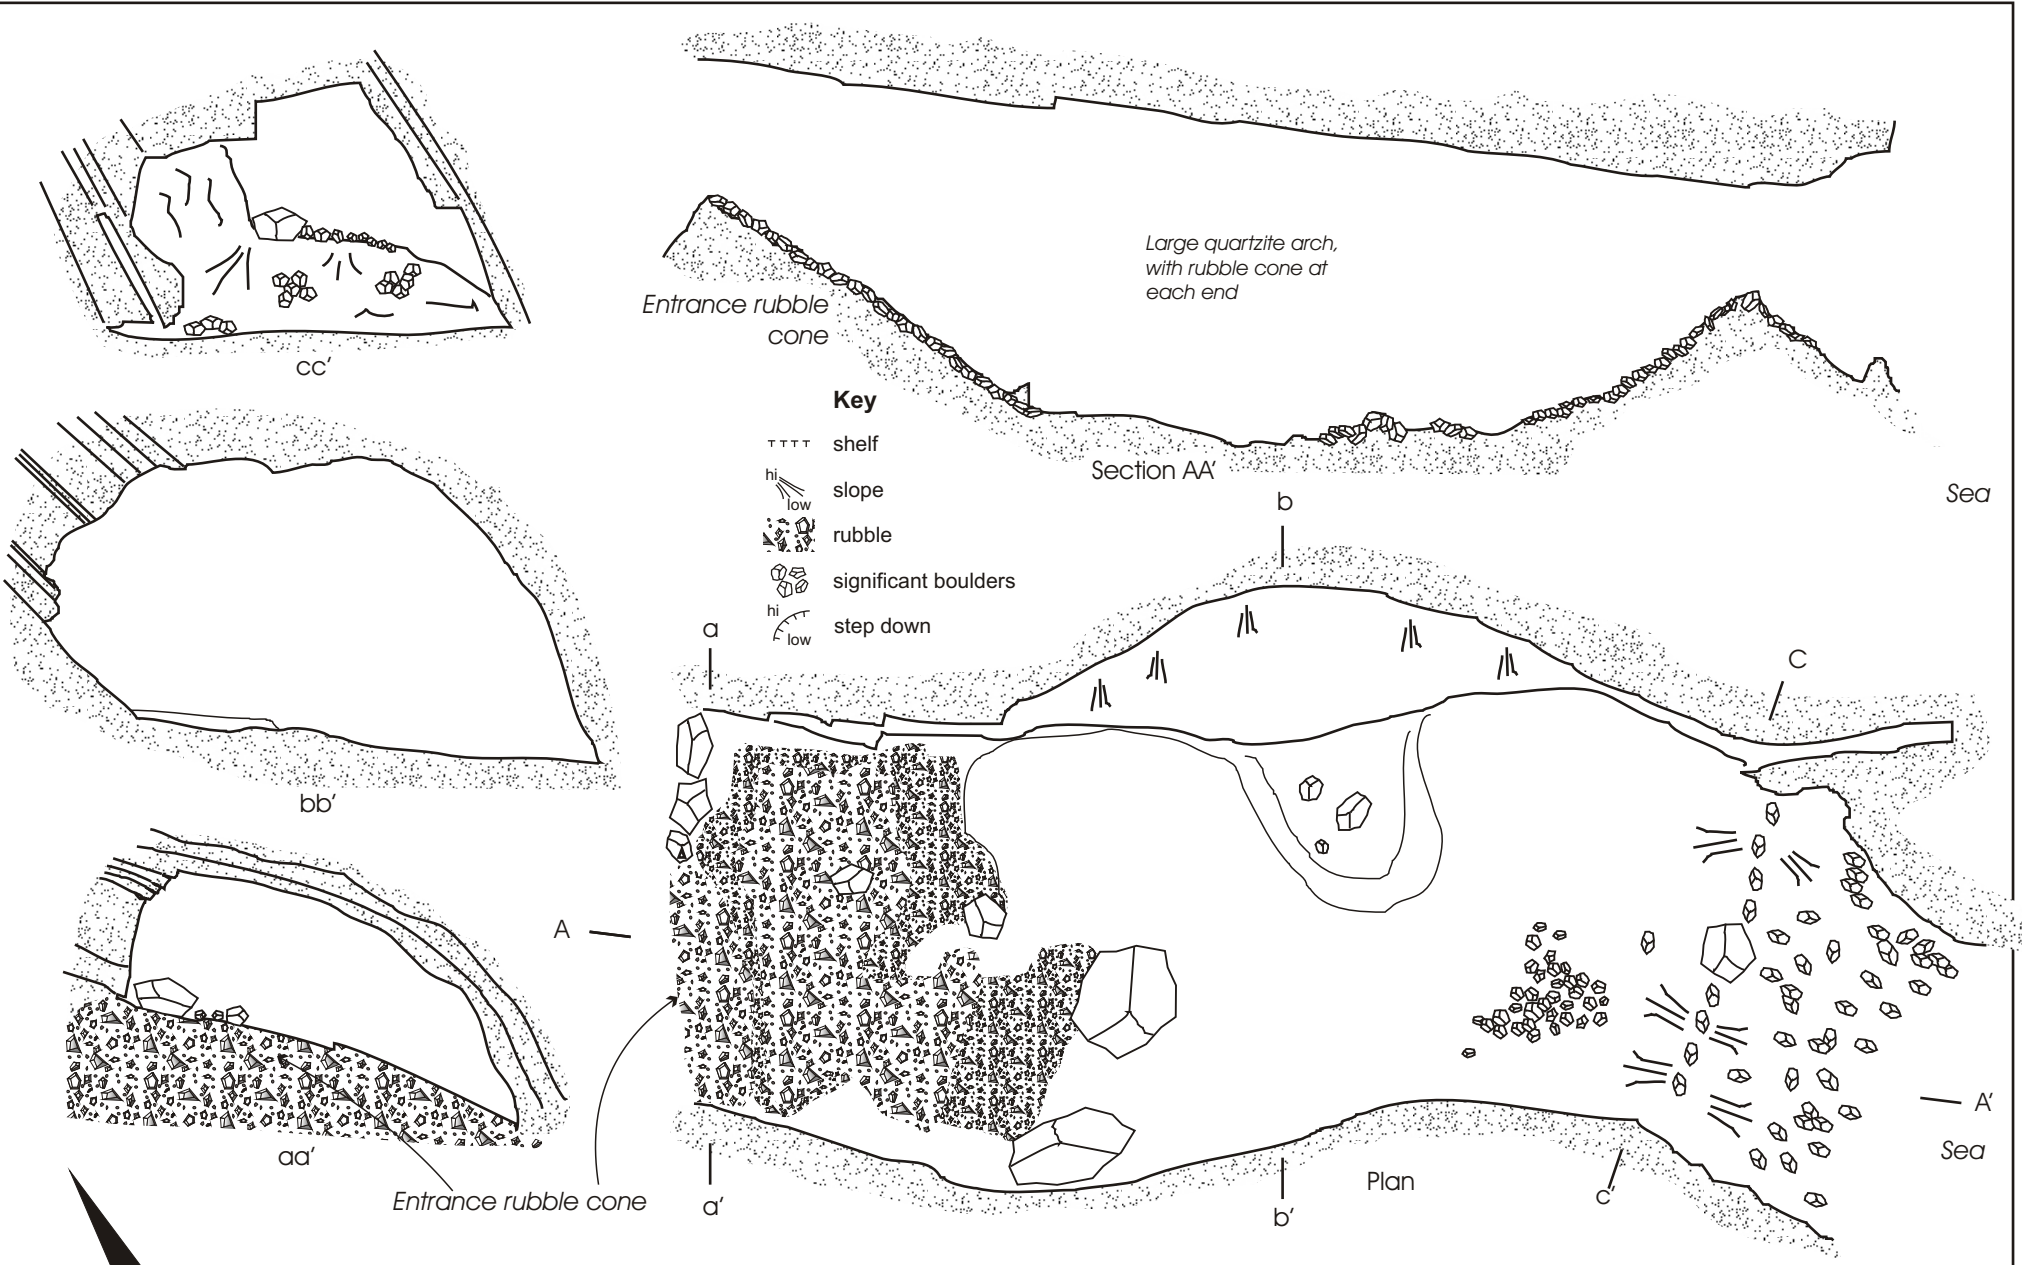 cc'
Large quartzite arch,
with rubble cone at
each end
Entrance rubble
cone
Key
shelf
hi
low
slope
rubble
significant boulders
hi
low
step down
Section AA'
Sea
bb'
b
a
C
A
A'
Sea
aa'
Entrance rubble cone
a'
b'
Plan
c'